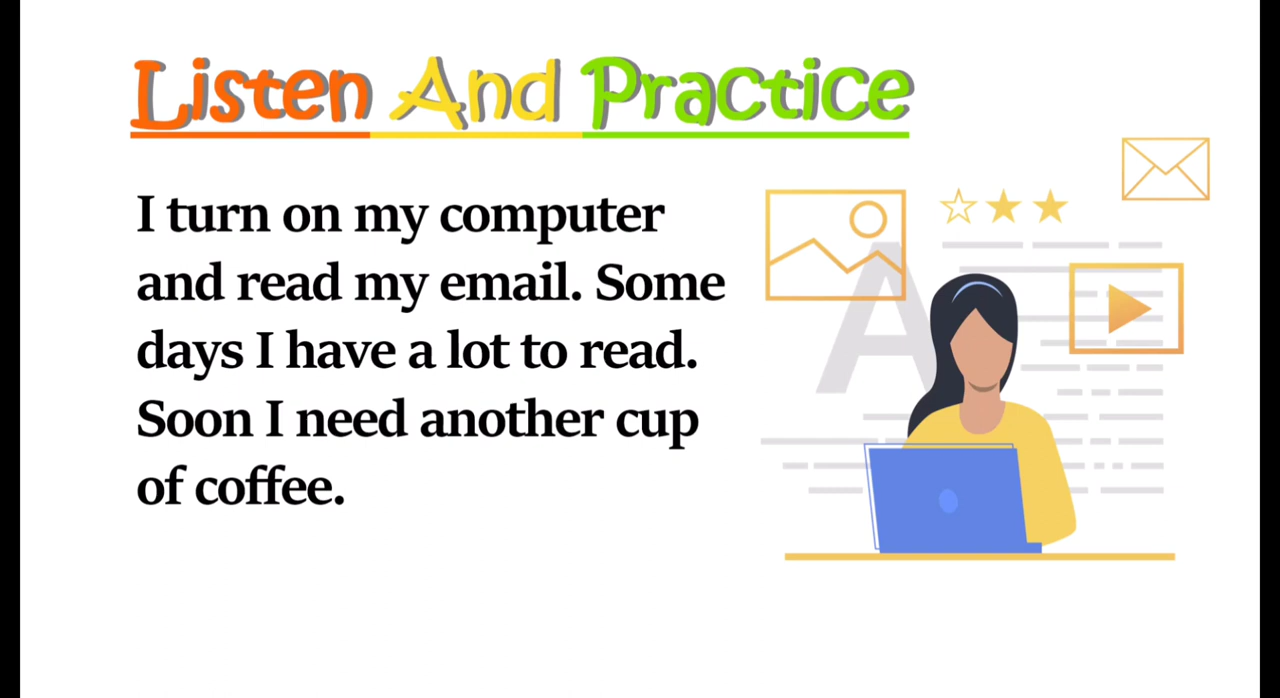 Listen And Practice
I turn on my computer
and read my email. Some
days I have a lot to read.
Soon I need another cup
of coffee.
A